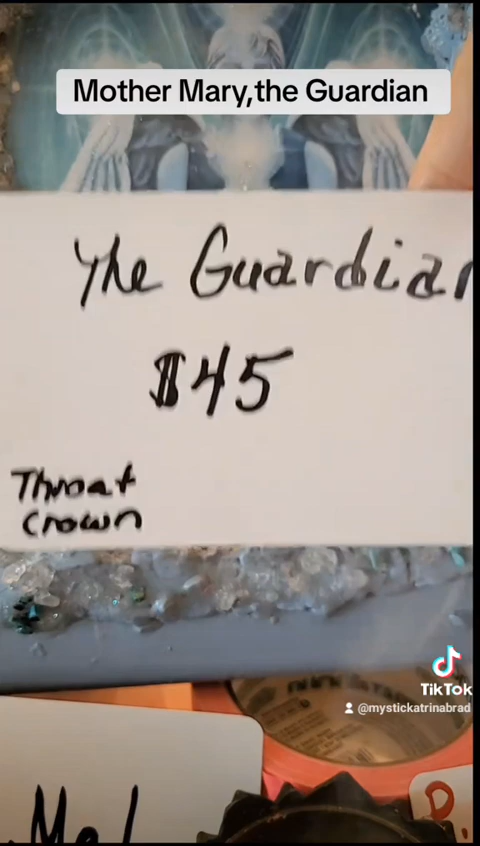 Mother Mary,the Guardian
The Guardian
$45
Throat
Crown
TikTok
@mystickatrinabrad